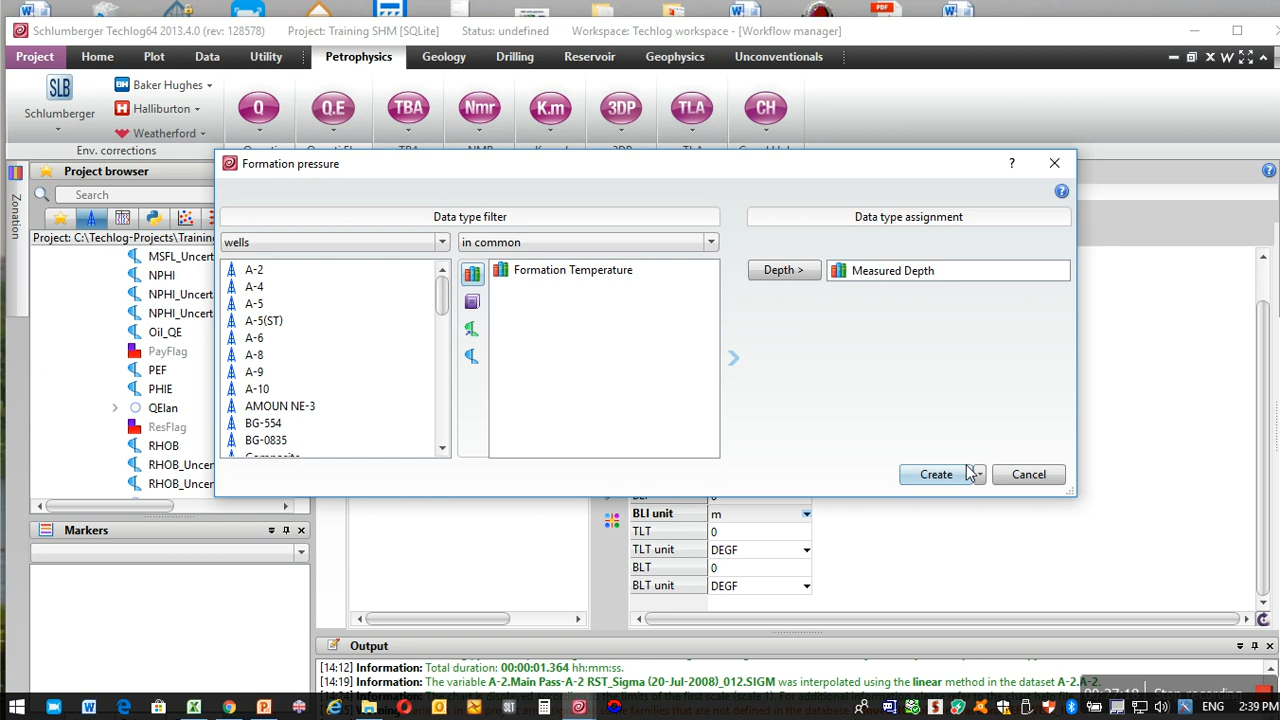 Schlumberger Techlog64 2013.4.0 (rev: 128578) Project: Training SHM [SQLite] Status: undefined Workspace: Techlog workspace - [Workflow manager]
Project Home Plot Data Utility Petrophysics Geology Drilling Reservoir Geophysics Unconventionals
SLB Baker Hughes
Schlumberger Halliburton
Weatherford
Q Q.E TBA Nmr K.m 3DP TLA CH
Env. corrections
Project browser
Search
Zonation
Project: C:\Techlog-Projects\Training
MSFL_Uncert
NPHI
NPHI_Uncert
NPHI_Uncert
Oil_QE
PayFlag
PEF
PHIE
QElan
ResFlag
RHOB
RHOB_Uncer
RHOB_Uncer
Formation pressure
Data type filter Data type assignment
wells in common
A-2
A-4
A-5
A-5(ST)
A-6
A-8
A-9
A-10
AMOUN NE-3
BG-554
BG-0835
Composite
Formation Temperature
Depth > Measured Depth
Create Cancel
BLI unit m
TLT 0
TLT unit DEGF
BLT 0
BLT unit DEGF
Markers
Output
[14:12] Information: Total duration: 00:00:01.364 hh:mm:ss.
[14:19] Information: The variable A-2.Main Pass-A-2 RST_Sigma (20-Jul-2008)_012.SIGM was interpolated using the linear method in the dataset A-2.A-2.
ENG 2:39 PM